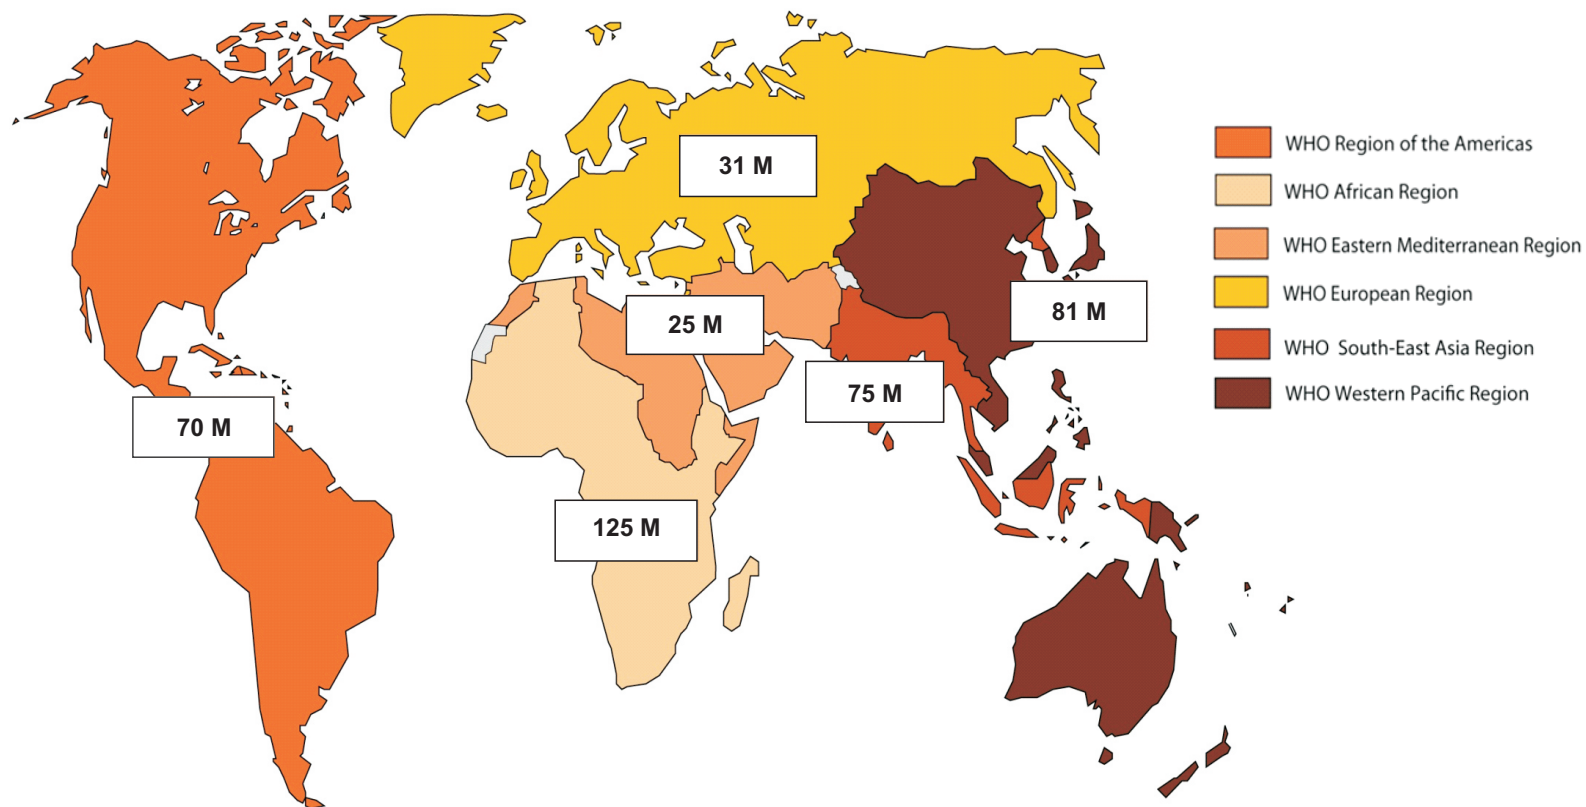 31 M
25 M
81 M
75 M
70 M
125 M
WHO Region of the Americas
WHO African Region
WHO Eastern Mediterranean Region
WHO European Region
WHO South-East Asia Region
WHO Western Pacific Region